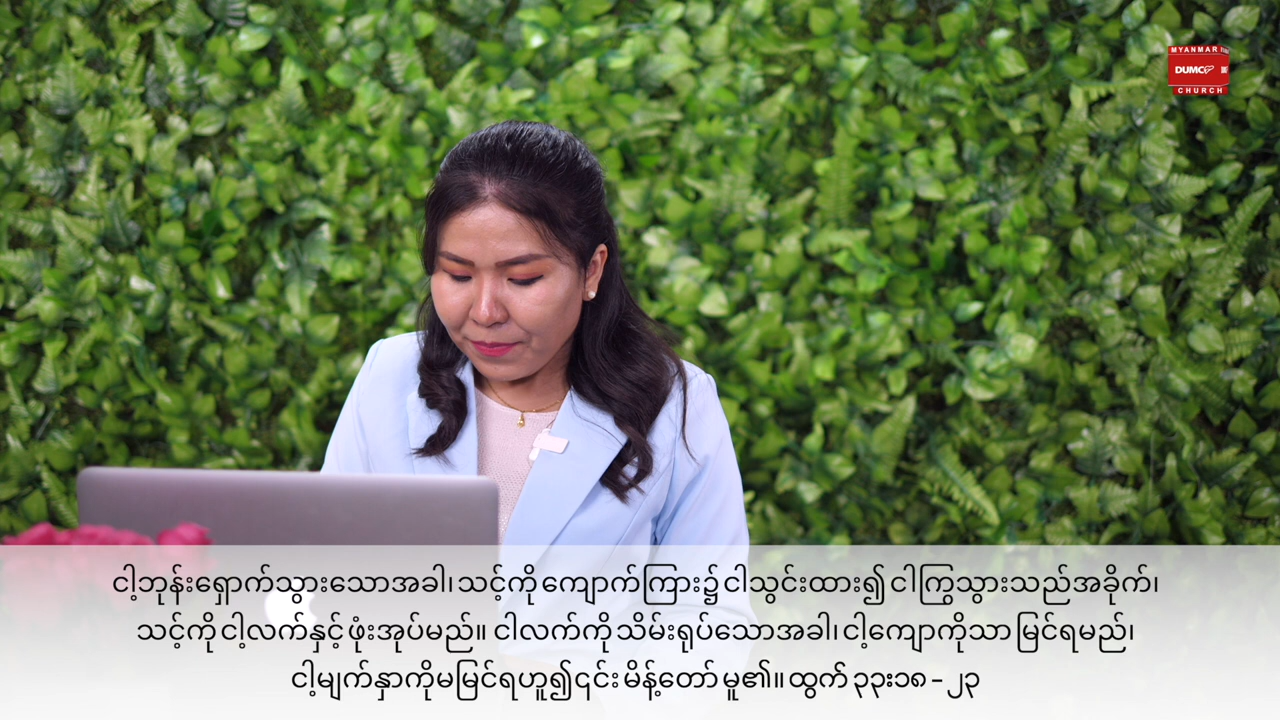 MYANMAR
DUMC
CHURCH
ငါ့ဘုန်းရှောက်သွားသောအခါ၊ သင့်ကို ကျောက်ကြား၌ ငါသွင်းထား၍ ငါကြွသွားသည်အခိုက်၊
သင့်ကို ငါ့လက်နှင့် ဖုံးအုပ်မည်။ ငါလက်ကို သိမ်းရုပ်သောအခါ၊ ငါ့ကျောကိုသာ မြင်ရမည်၊
ငါ့မျက်နှာကိုမမြင်ရဟူ၍၎င်း မိန့်တော် မူ၏။ ထွက် ၃၃း၁၈ – ၂၃